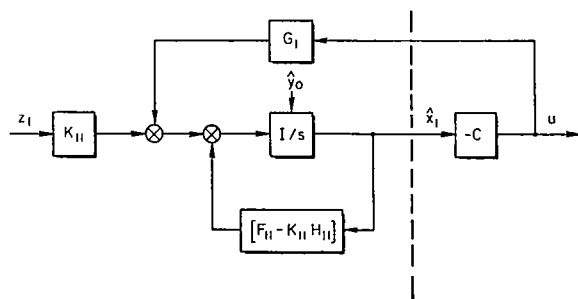 G₁
ŷ₀
z₁
K₁₁
I/s
x̂₁
-C
u
[F₁₁ - K₁₁ H₁₁]